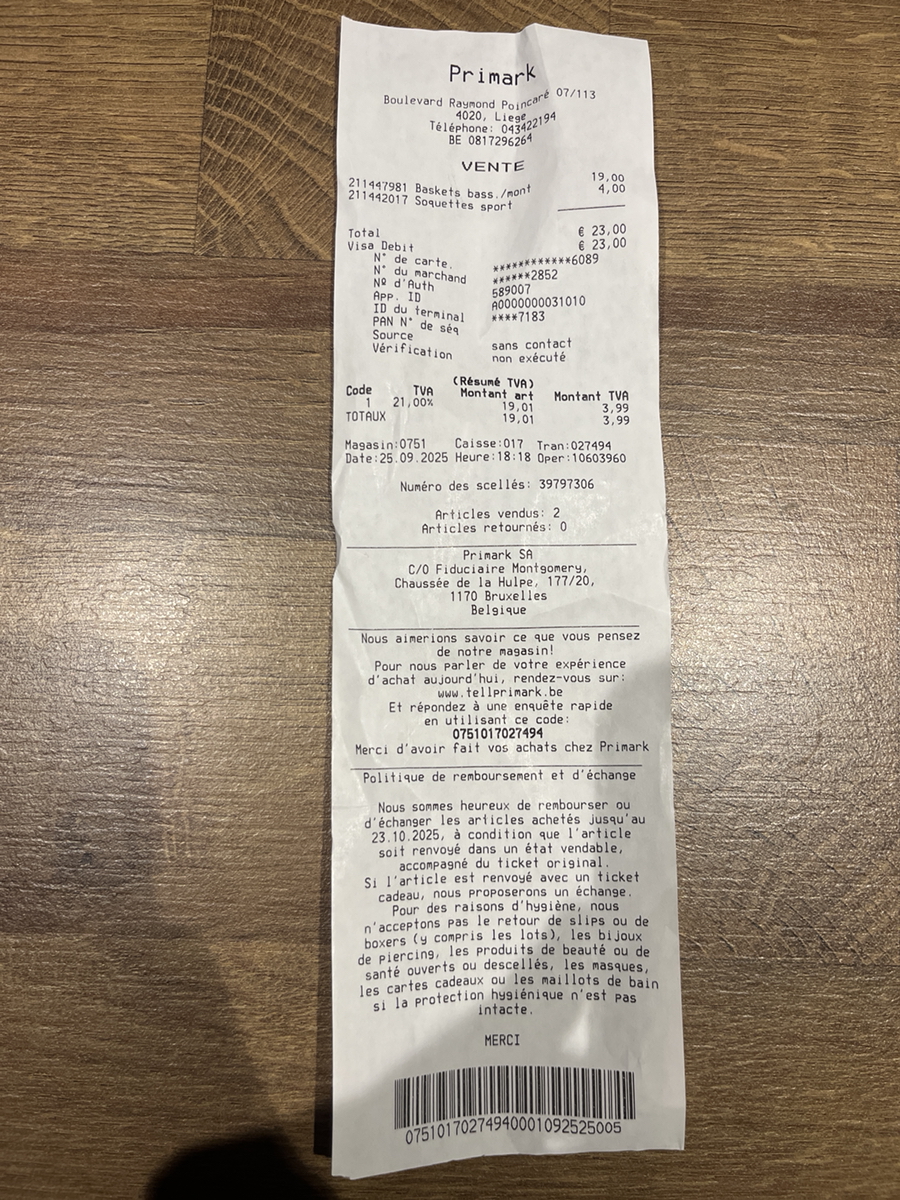 Primark
Boulevard Raymond Poincaré 07/113
4020, Liege
Téléphone: 043422194
BE 0817296264
VENTE
211447981 Baskets bass./mont 19,00
211442017 Soquettes sport 4,00
Total € 23,00
Visa Debit € 23,00
N° de carte. ************6089
N° du marchand ******2852
Nº d'Auth 589007
App. ID A0000000031010
ID du terminal ****7183
PAN N° de séq
Source sans contact
Vérification non exécuté
(Résumé TVA)
Code TVA Montant art Montant TVA
1 21,00% 19,01 3,99
TOTAUX 19,01 3,99
Magasin:0751 Caisse:017 Tran:027494
Date:25.09.2025 Heure:18:18 Oper:10603960
Numéro des scellés: 39797306
Articles vendus: 2
Articles retournés: 0
Primark SA
C/O Fiduciaire Montgomery,
Chaussée de la Hulpe, 177/20,
1170 Bruxelles
Belgique
Nous aimerions savoir ce que vous pensez
de notre magasin!
Pour nous parler de votre expérience
d'achat aujourd'hui, rendez-vous sur:
www.tellprimark.be
Et répondez à une enquête rapide
en utilisant ce code:
0751017027494
Merci d'avoir fait vos achats chez Primark
Politique de remboursement et d'échange
Nous sommes heureux de rembourser ou
d'échanger les articles achetés jusqu'au
23.10.2025, à condition que l'article
soit renvoyé dans un état vendable,
accompagné du ticket original.
Si l'article est renvoyé avec un ticket
cadeau, nous proposerons un échange.
Pour des raisons d'hygiène, nous
n'acceptons pas le retour de slips ou de
boxers (y compris les lots), les bijoux
de piercing, les produits de beauté ou de
santé ouverts ou descellés, les masques,
les cartes cadeaux ou les maillots de bain
si la protection hygiénique n'est pas
intacte.
MERCI
07510170274940001092525005